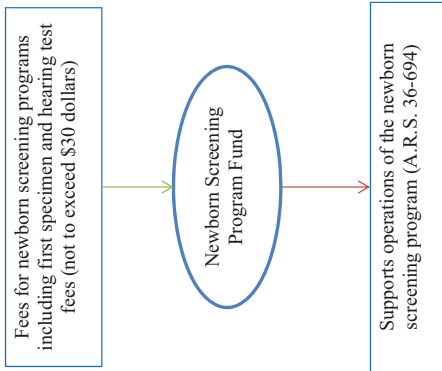 Fees for newborn screening programs
including first specimen and hearing test
fees (not to exceed $30 dollars)
Newborn Screening
Program Fund
Supports operations of the newborn
screening program (A.R.S. 36-694)